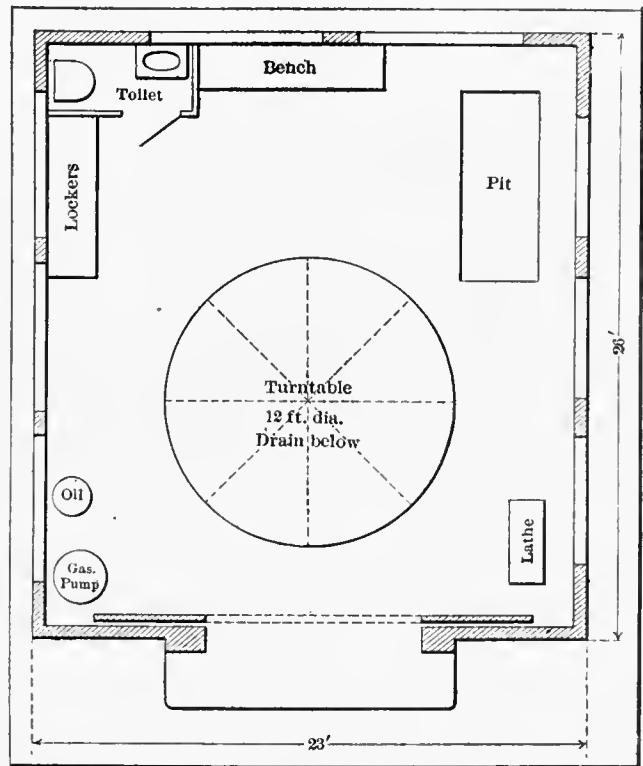 Bench
Toilet
Lockers
Pit
26′
Turntable
12 ft. dia.
Drain below
Oil
Gas.
Pump
Lathe
23′